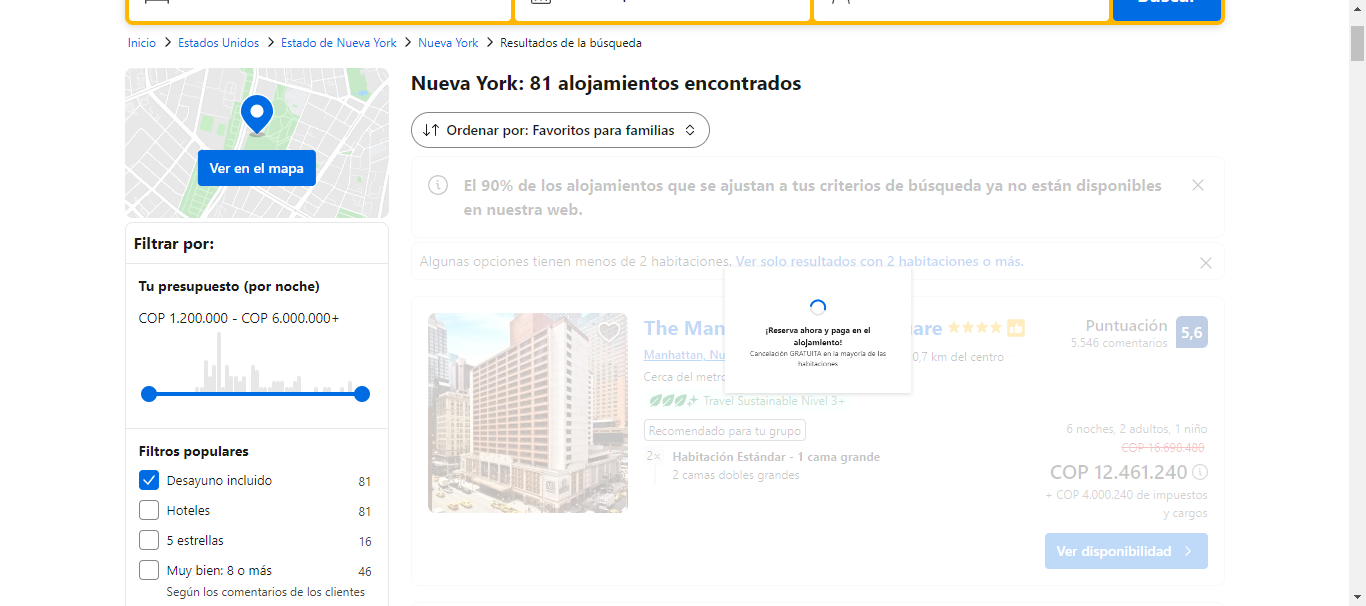 Buscar
Inicio > Estados Unidos > Estado de Nueva York > Nueva York > Resultados de la búsqueda
Ver en el mapa
Filtrar por:
Tu presupuesto (por noche)
COP 1.200.000 - COP 6.000.000+
Filtros populares
Desayuno incluido 81
Hoteles 81
5 estrellas 16
Muy bien: 8 o más 46
Según los comentarios de los clientes
Nueva York: 81 alojamientos encontrados
Ordenar por: Favoritos para familias
El 90% de los alojamientos que se ajustan a tus criterios de búsqueda ya no están disponibles
en nuestra web.
Algunas opciones tienen menos de 2 habitaciones. Ver solo resultados con 2 habitaciones o más.
¡Reserva ahora y paga en el
alojamiento!
Cancelación GRATUITA en la mayoría de las
habitaciones
The Man
are
Manhattan, Nu
0,7 km del centro
Cerca del metro
Travel Sustainable Nivel 3+
Recomendado para tu grupo
2× Habitación Estándar - 1 cama grande
2 camas dobles grandes
Puntuación 5,6
5.546 comentarios
6 noches, 2 adultos, 1 niño
COP 16.698.480
COP 12.461.240
+ COP 4.000.240 de impuestos
y cargos
Ver disponibilidad